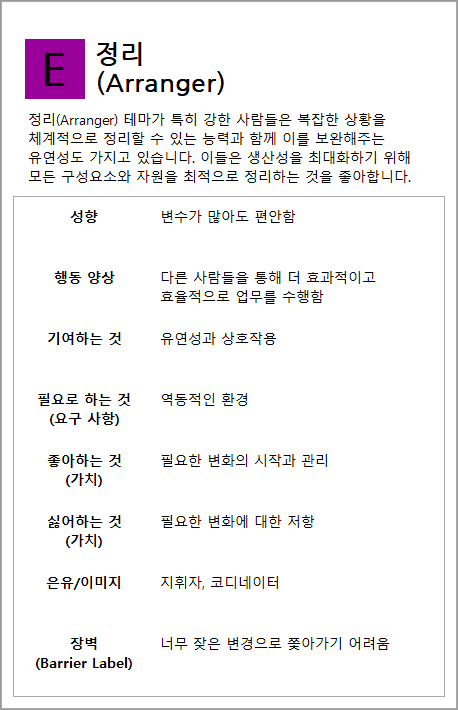 E
정리
(Arranger)
정리(Arranger) 테마가 특히 강한 사람들은 복잡한 상황을
체계적으로 정리할 수 있는 능력과 함께 이를 보완해주는
유연성도 가지고 있습니다. 이들은 생산성을 최대화하기 위해
모든 구성요소와 자원을 최적으로 정리하는 것을 좋아합니다.
성향 변수가 많아도 편안함
행동 양상 다른 사람들을 통해 더 효과적이고
효율적으로 업무를 수행함
기여하는 것 유연성과 상호작용
필요로 하는 것 역동적인 환경
(요구 사항)
좋아하는 것 필요한 변화의 시작과 관리
(가치)
싫어하는 것 필요한 변화에 대한 저항
(가치)
은유/이미지 지휘자, 코디네이터
장벽 너무 잦은 변경으로 쫓아가기 어려움
(Barrier Label)